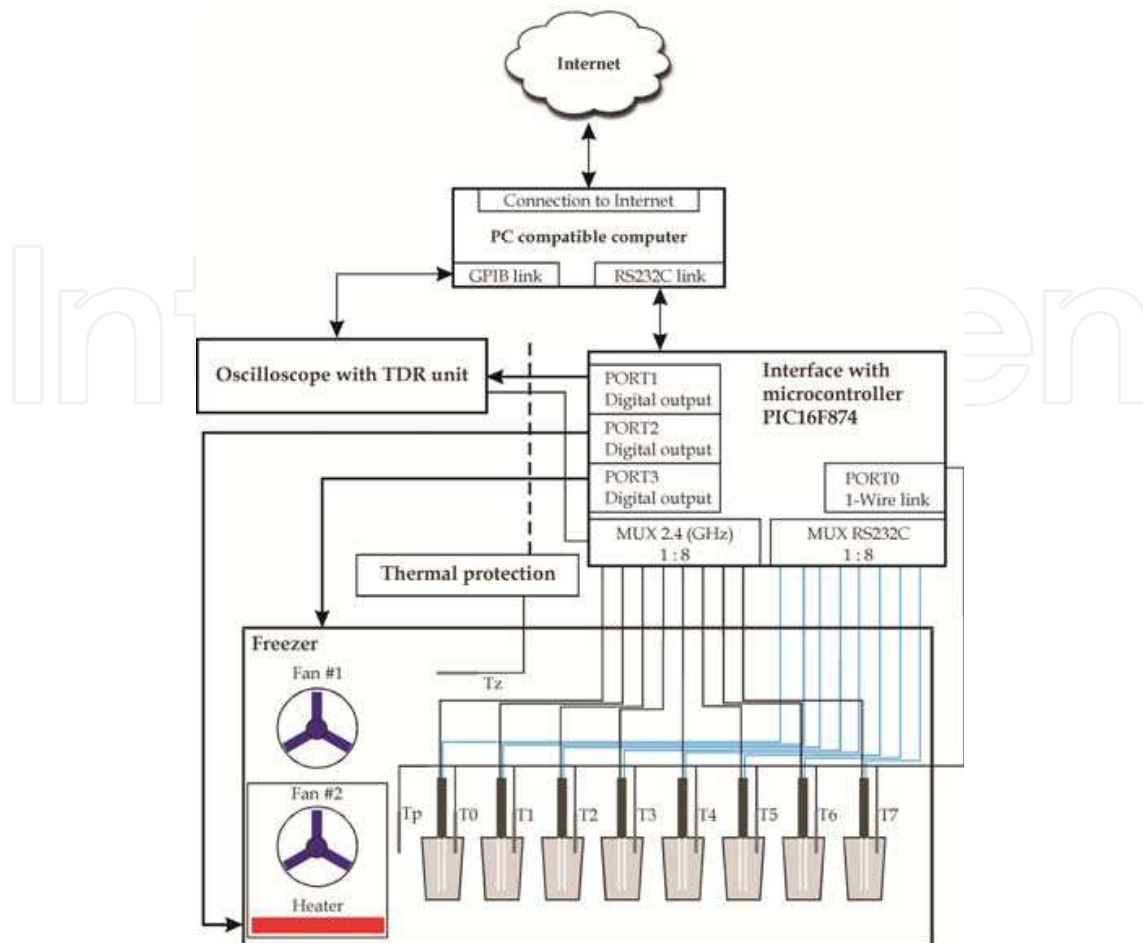 Internet
Connection to Internet
PC compatible computer
GPIB link
RS232C link
Oscilloscope with TDR unit
PORT1
Digital output
PORT2
Digital output
PORT3
Digital output
Interface with
microcontroller
PIC16F874
PORT0
1-Wire link
MUX 2.4 (GHz)
1 : 8
MUX RS232C
1 : 8
Thermal protection
Freezer
Fan #1
Tz
Fan #2
Heater
Tp
T0
T1
T2
T3
T4
T5
T6
T7